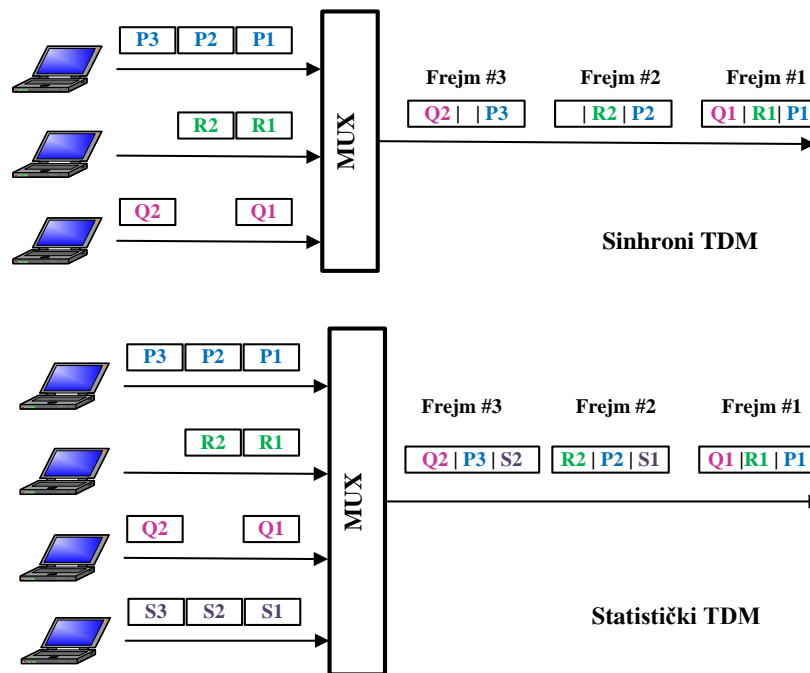 P3 P2 P1
R2 R1
Q2 Q1
MUX
Frejm #3 Frejm #2 Frejm #1
Q2 | | P3 | R2 | P2 Q1 | R1 | P1
Sinhroni TDM
P3 P2 P1
R2 R1
Q2 Q1
S3 S2 S1
MUX
Frejm #3 Frejm #2 Frejm #1
Q2 | P3 | S2 R2 | P2 | S1 Q1 |R1 | P1
Statistički TDM